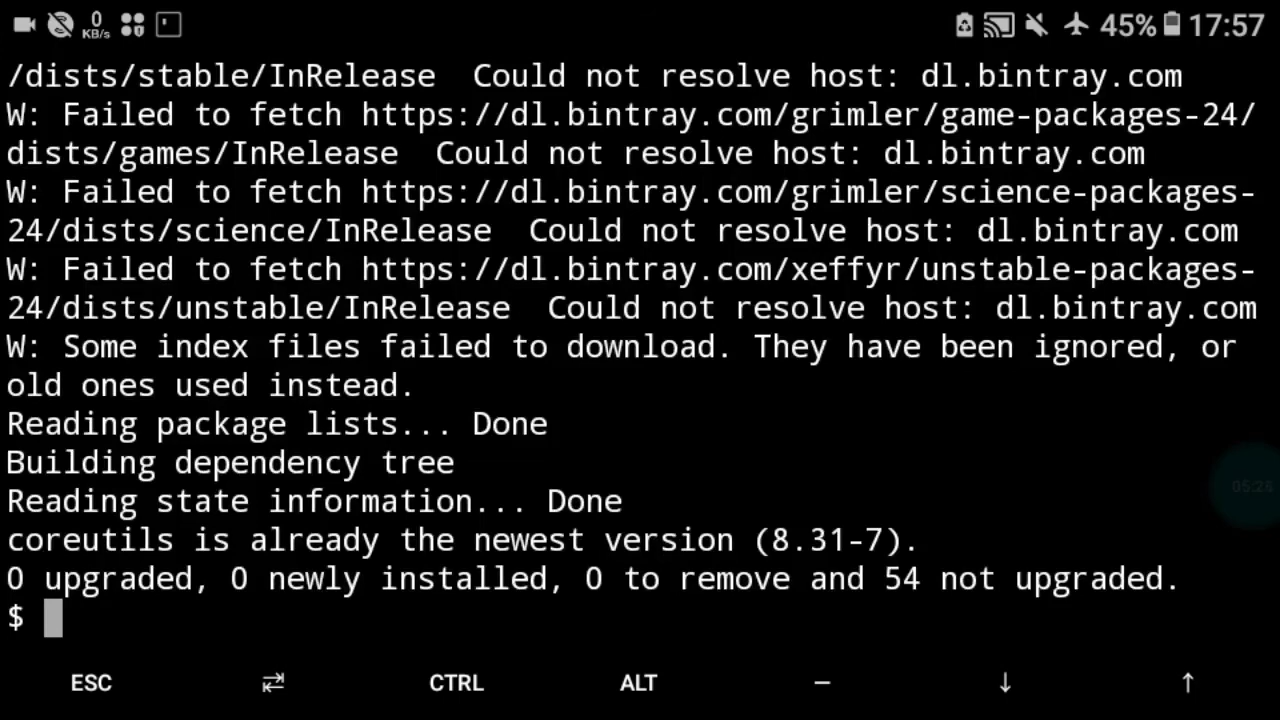 0 KB/s 45% 17:57
/dists/stable/InRelease  Could not resolve host: dl.bintray.com
W: Failed to fetch https://dl.bintray.com/grimler/game-packages-24/
dists/games/InRelease  Could not resolve host: dl.bintray.com
W: Failed to fetch https://dl.bintray.com/grimler/science-packages-
24/dists/science/InRelease  Could not resolve host: dl.bintray.com
W: Failed to fetch https://dl.bintray.com/xeffyr/unstable-packages-
24/dists/unstable/InRelease  Could not resolve host: dl.bintray.com
W: Some index files failed to download. They have been ignored, or
old ones used instead.
Reading package lists... Done
Building dependency tree
Reading state information... Done
coreutils is already the newest version (8.31-7).
0 upgraded, 0 newly installed, 0 to remove and 54 not upgraded.
$
ESC ⇄ CTRL ALT — ↓ ↑